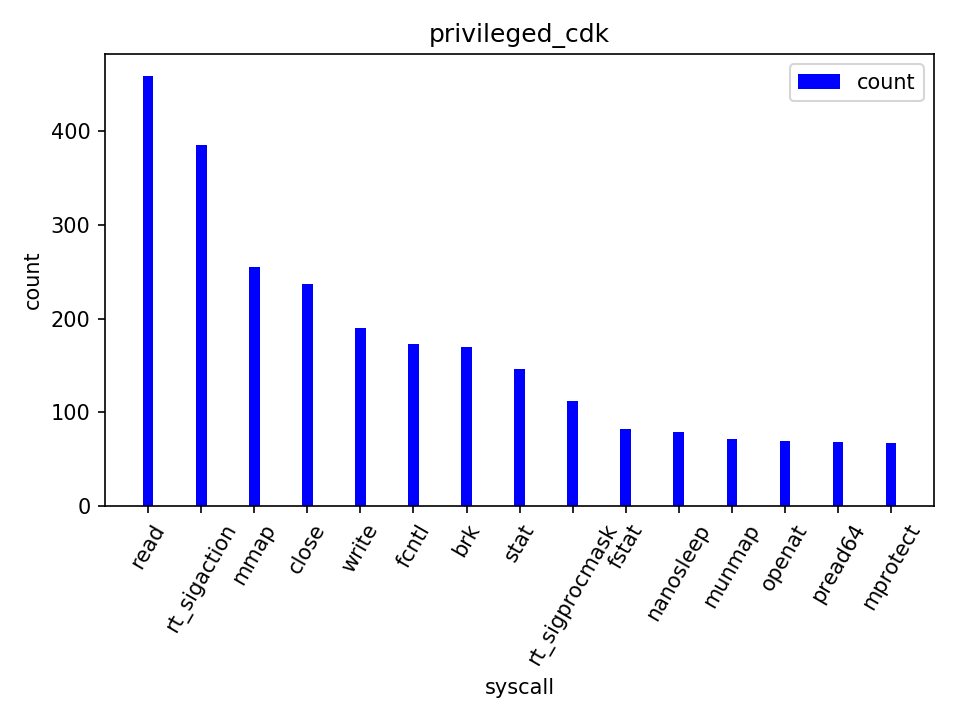 privileged_cdk
count
400
300
200
100
0
count
read
rt_sigaction
mmap
close
write
fcntl
brk
stat
rt_sigprocmask
fstat
nanosleep
munmap
openat
pread64
mprotect
syscall